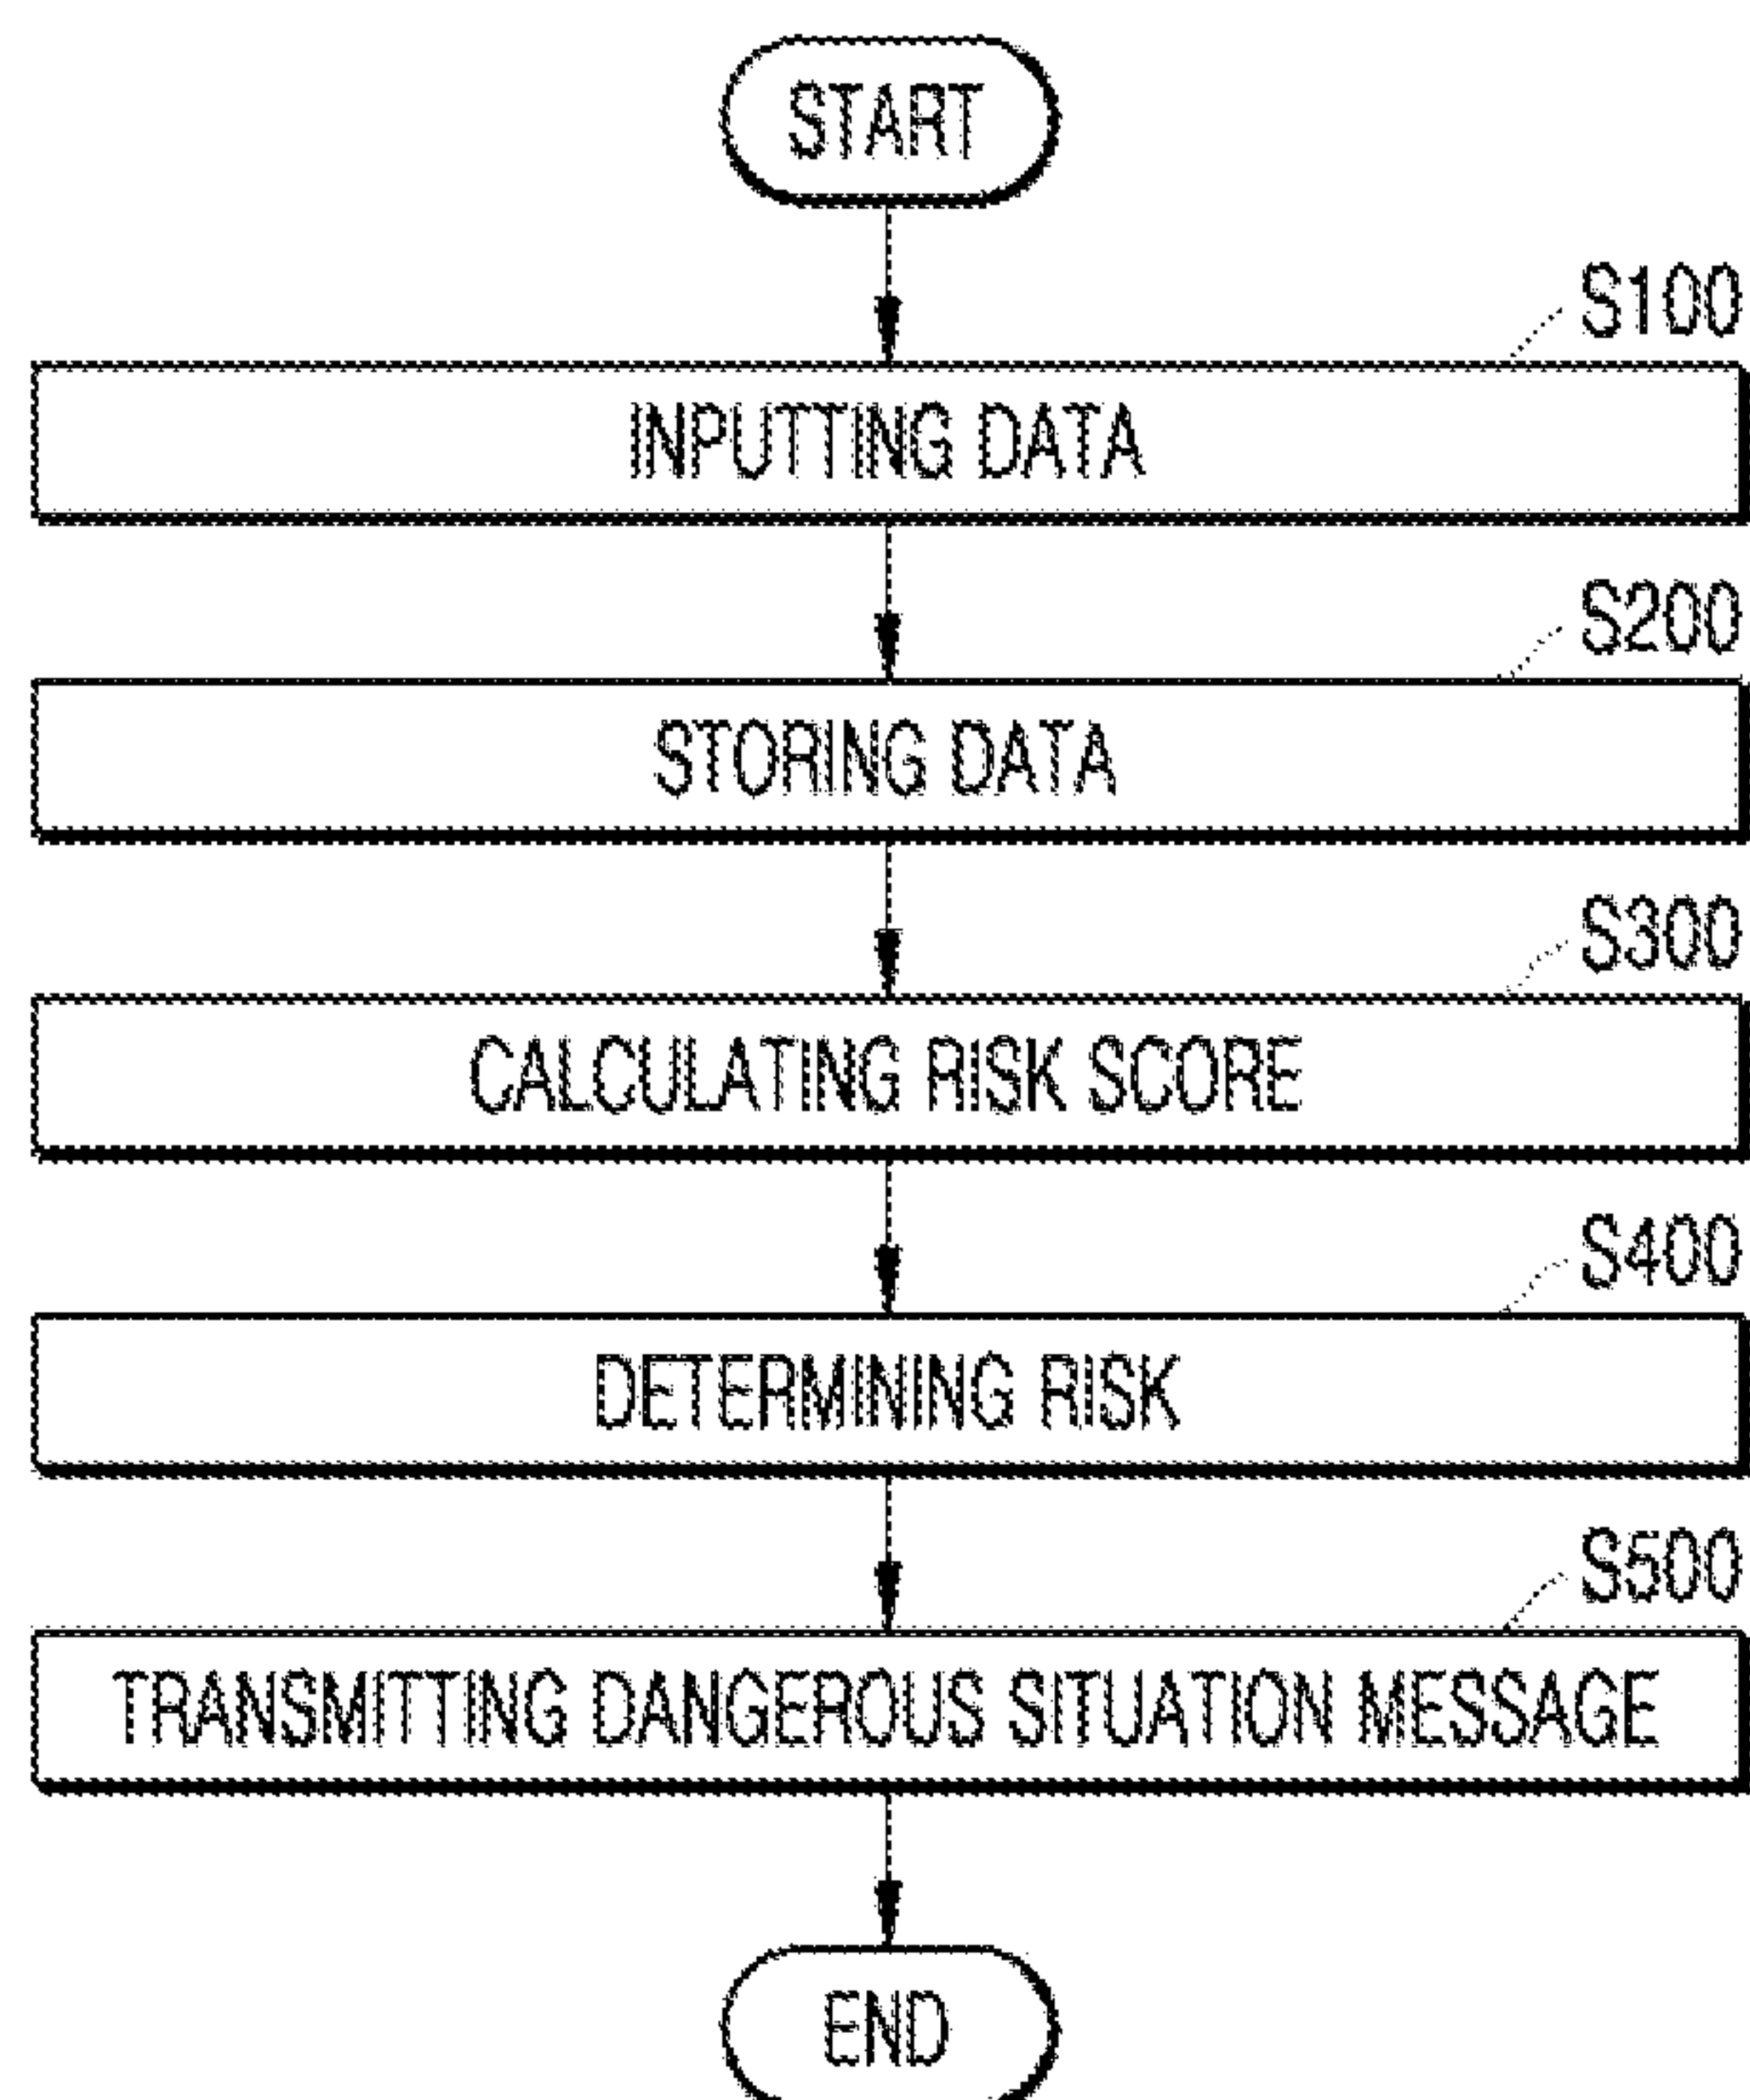 START
S100
INPUTTING DATA
S200
STORING DATA
S300
CALCULATING RISK SCORE
S400
DETERMINING RISK
S500
TRANSMITTING DANGEROUS SITUATION MESSAGE
END